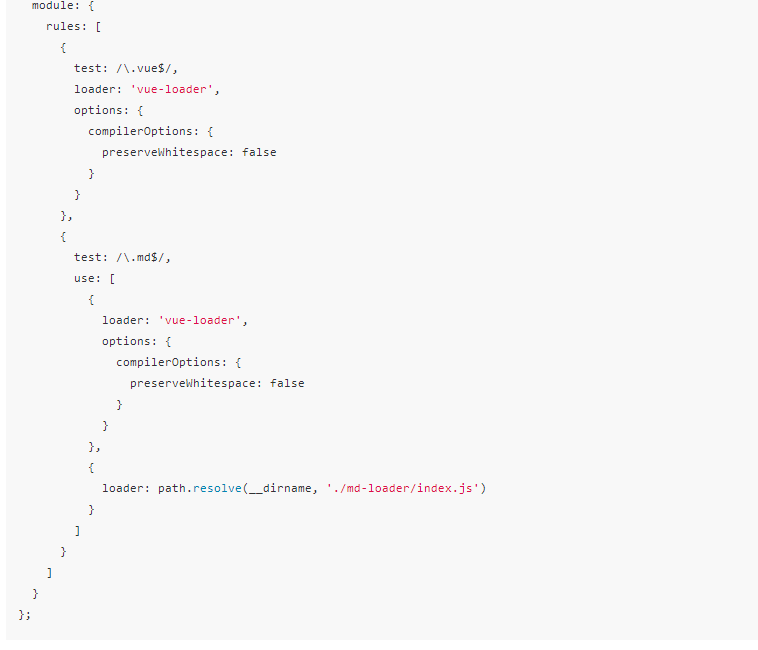 module: {
rules: [
{
test: /\.vue$/,
loader: 'vue-loader',
options: {
compilerOptions: {
preserveWhitespace: false
}
}
},
{
test: /\.md$/,
use: [
{
loader: 'vue-loader',
options: {
compilerOptions: {
preserveWhitespace: false
}
}
},
{
loader: path.resolve(__dirname, './md-loader/index.js')
}
]
}
]
}
};